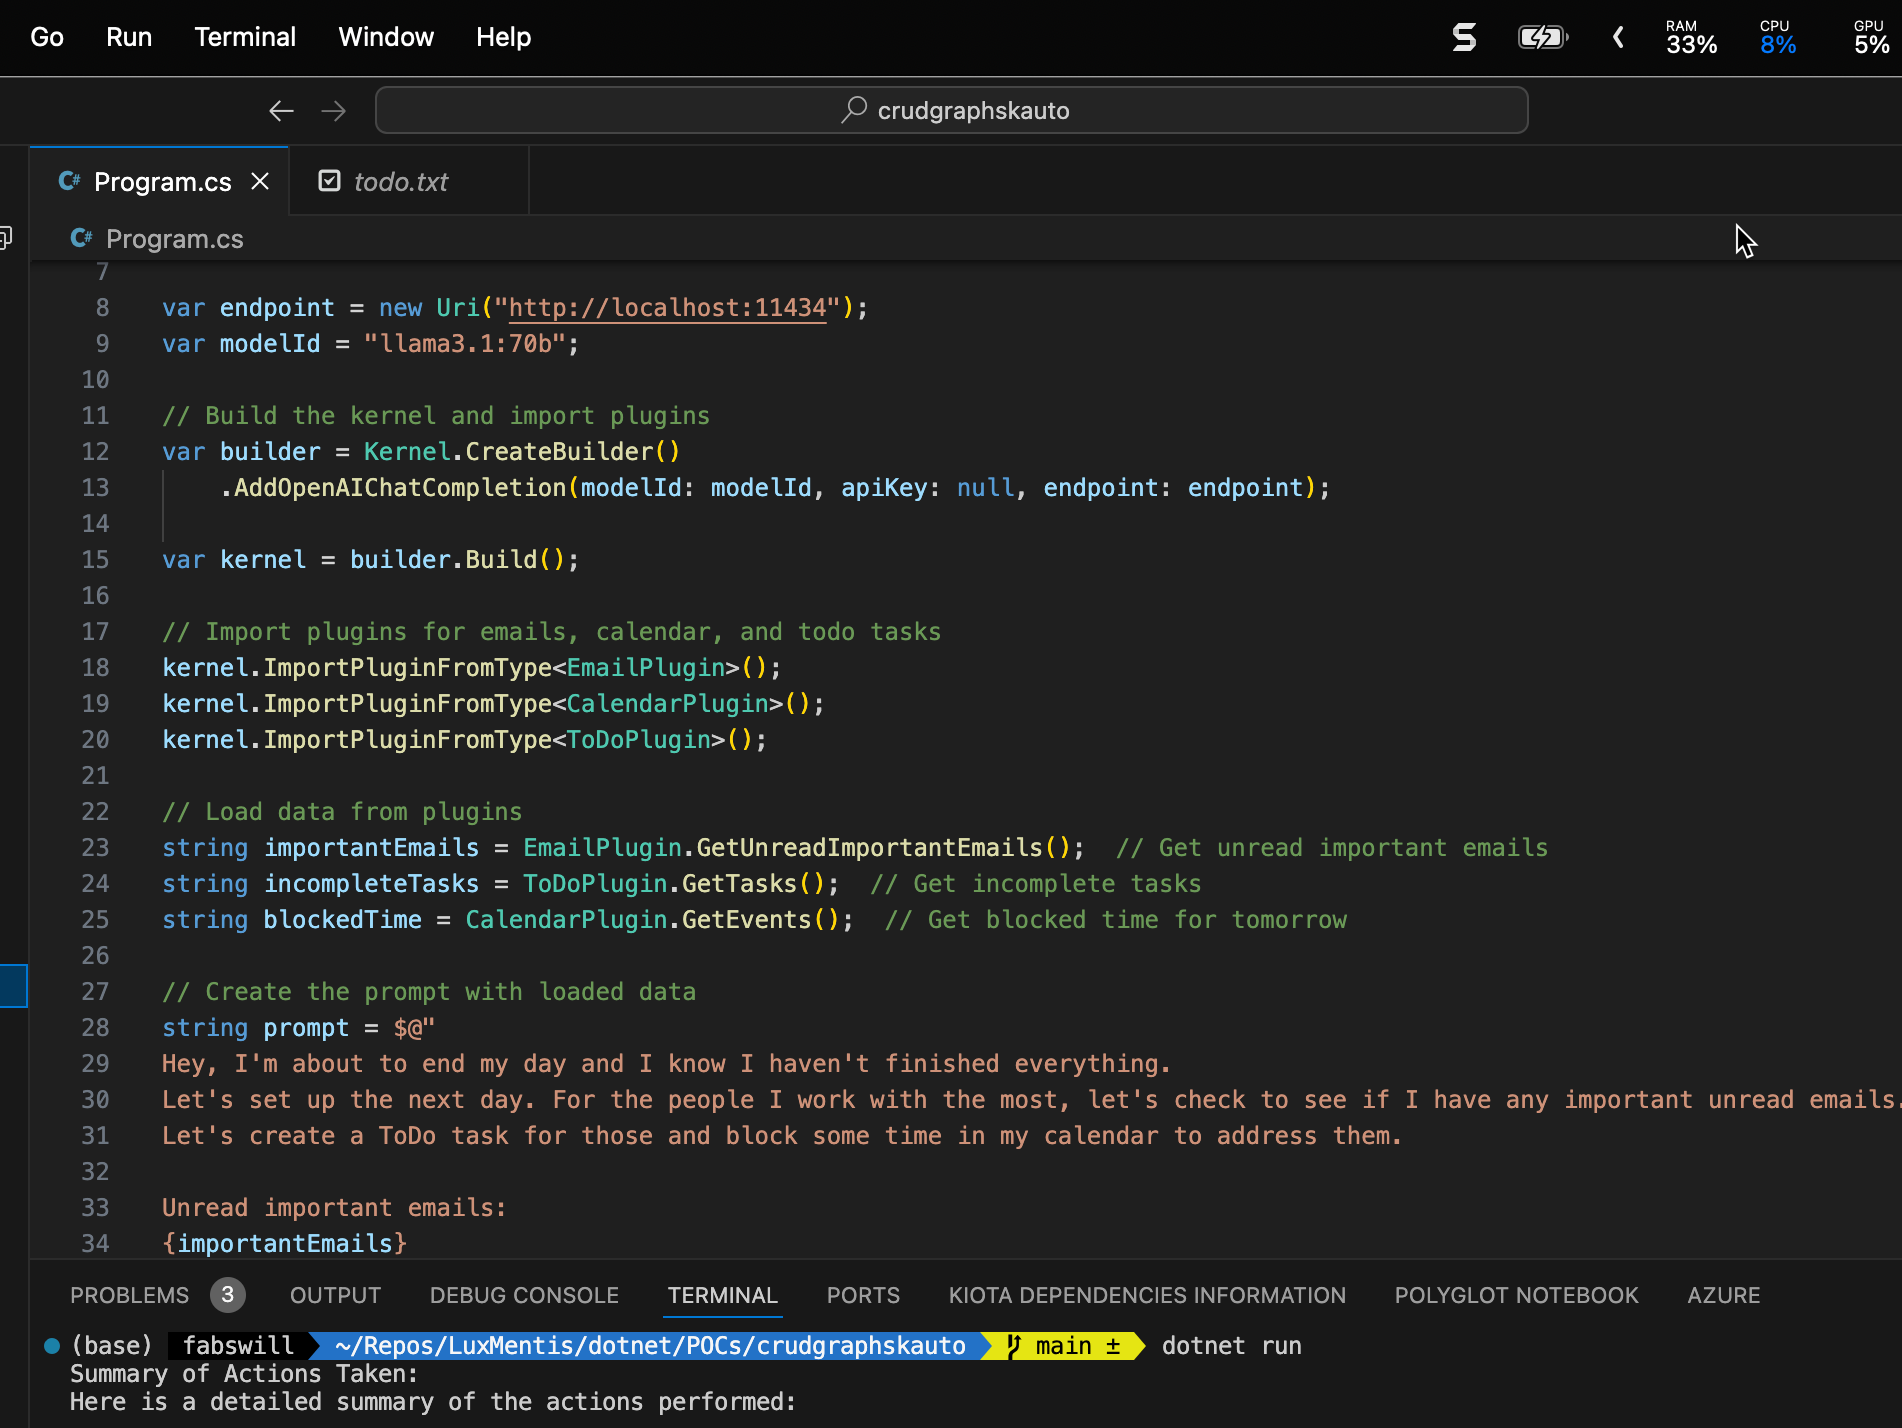 Go Run Terminal Window Help RAM 33% CPU 8% GPU 5%
crudgraphskauto
C# Program.cs todo.txt
C# Program.cs
7
8 var endpoint = new Uri("http://localhost:11434");
9 var modelId = "llama3.1:70b";
10
11 // Build the kernel and import plugins
12 var builder = Kernel.CreateBuilder()
13     .AddOpenAIChatCompletion(modelId: modelId, apiKey: null, endpoint: endpoint);
14
15 var kernel = builder.Build();
16
17 // Import plugins for emails, calendar, and todo tasks
18 kernel.ImportPluginFromType<EmailPlugin>();
19 kernel.ImportPluginFromType<CalendarPlugin>();
20 kernel.ImportPluginFromType<ToDoPlugin>();
21
22 // Load data from plugins
23 string importantEmails = EmailPlugin.GetUnreadImportantEmails();  // Get unread important emails
24 string incompleteTasks = ToDoPlugin.GetTasks();  // Get incomplete tasks
25 string blockedTime = CalendarPlugin.GetEvents();  // Get blocked time for tomorrow
26
27 // Create the prompt with loaded data
28 string prompt = $@"
29 Hey, I'm about to end my day and I know I haven't finished everything.
30 Let's set up the next day. For the people I work with the most, let's check to see if I have any important unread emails.
31 Let's create a ToDo task for those and block some time in my calendar to address them.
32
33 Unread important emails:
34 {importantEmails}
PROBLEMS 3 OUTPUT DEBUG CONSOLE TERMINAL PORTS KIOTA DEPENDENCIES INFORMATION POLYGLOT NOTEBOOK AZURE
(base) fabswill ~/Repos/LuxMentis/dotnet/POCs/crudgraphskauto main ± dotnet run
Summary of Actions Taken:
Here is a detailed summary of the actions performed: